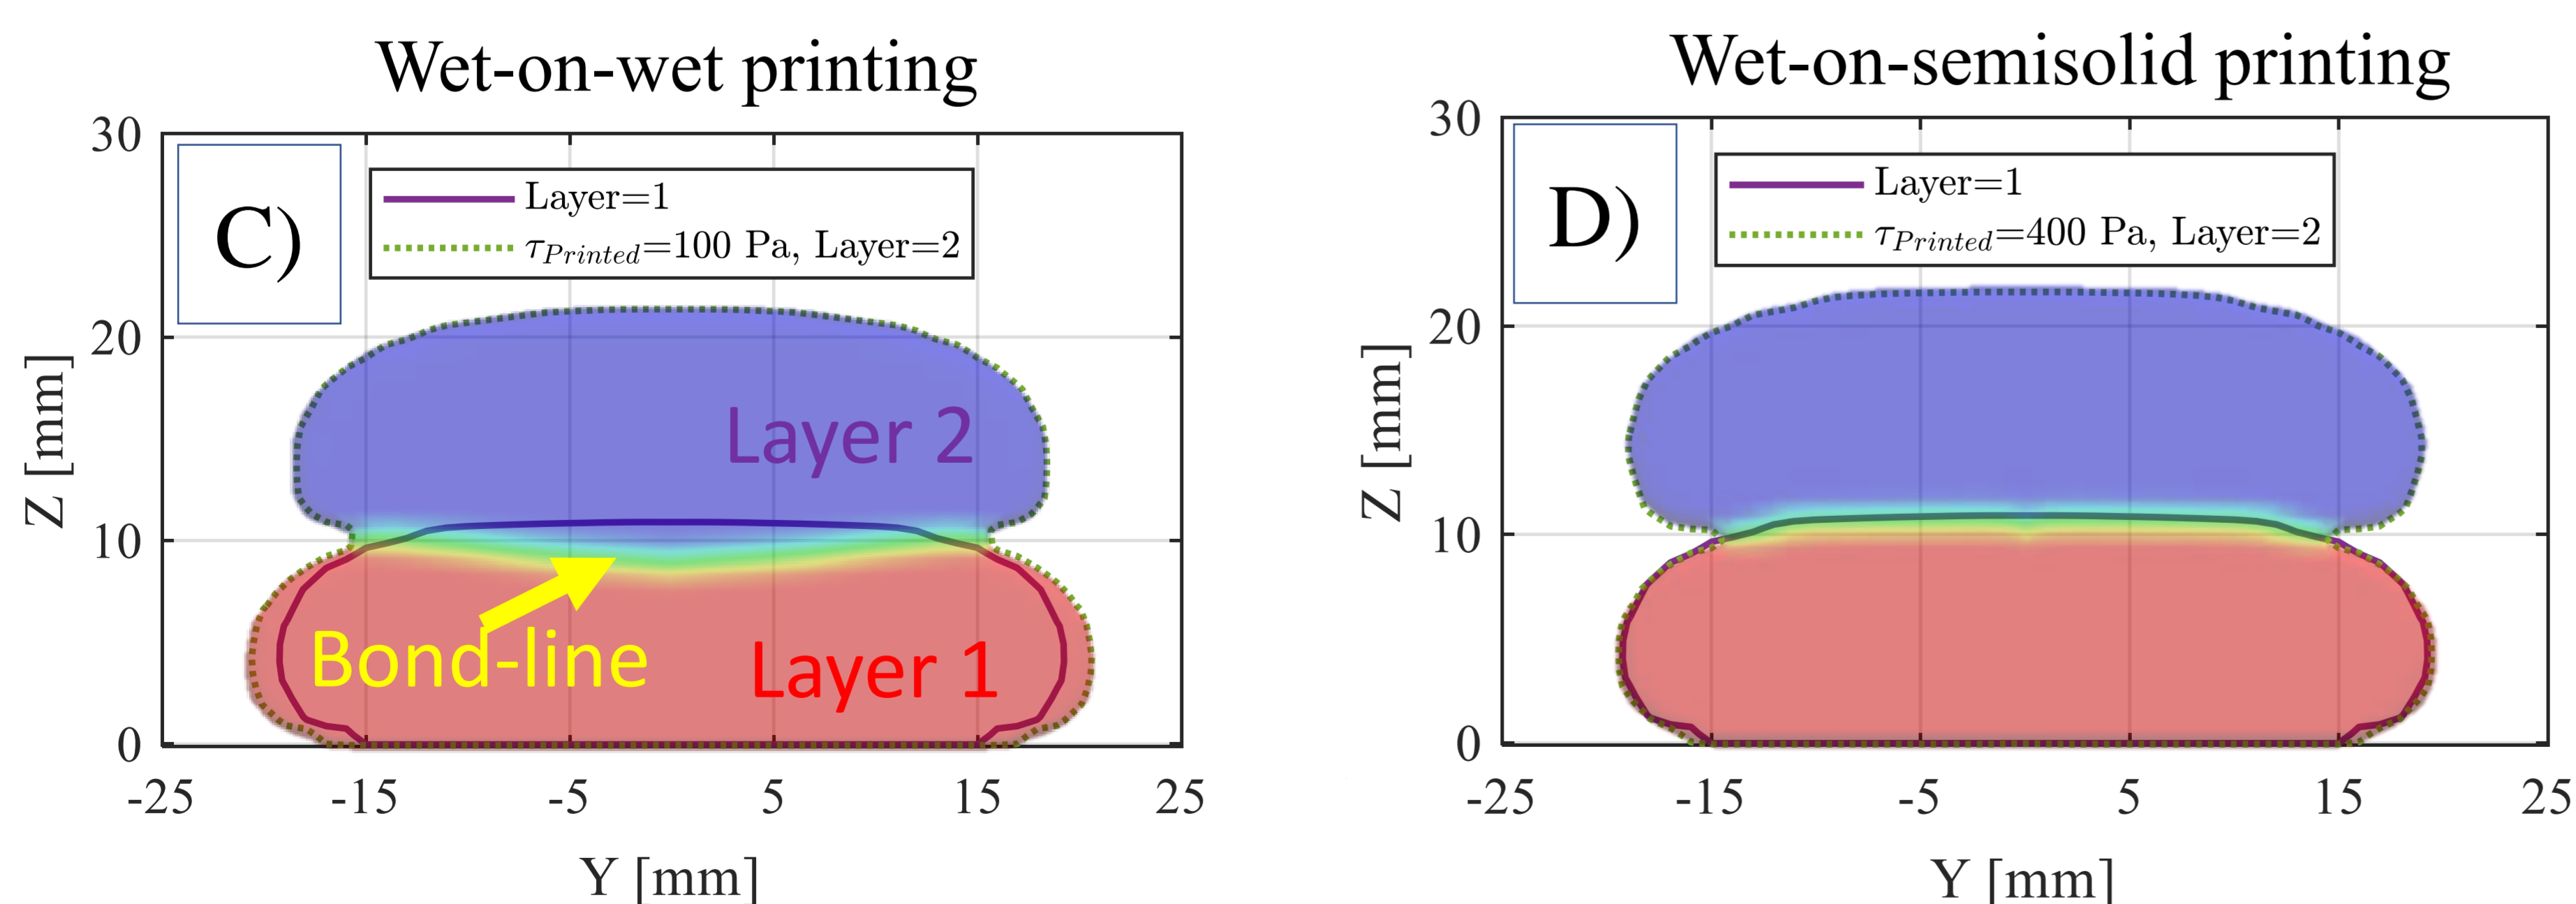 Wet-on-wet printing
C)
Layer=1
τ_Printed=100 Pa, Layer=2
30
20
10
0
Z [mm]
Layer 2
Bond-line
Layer 1
-25 -15 -5 5 15 25
Y [mm]
Wet-on-semisolid printing
D)
Layer=1
τ_Printed=400 Pa, Layer=2
30
20
10
0
Z [mm]
-25 -15 -5 5 15 25
Y [mm]